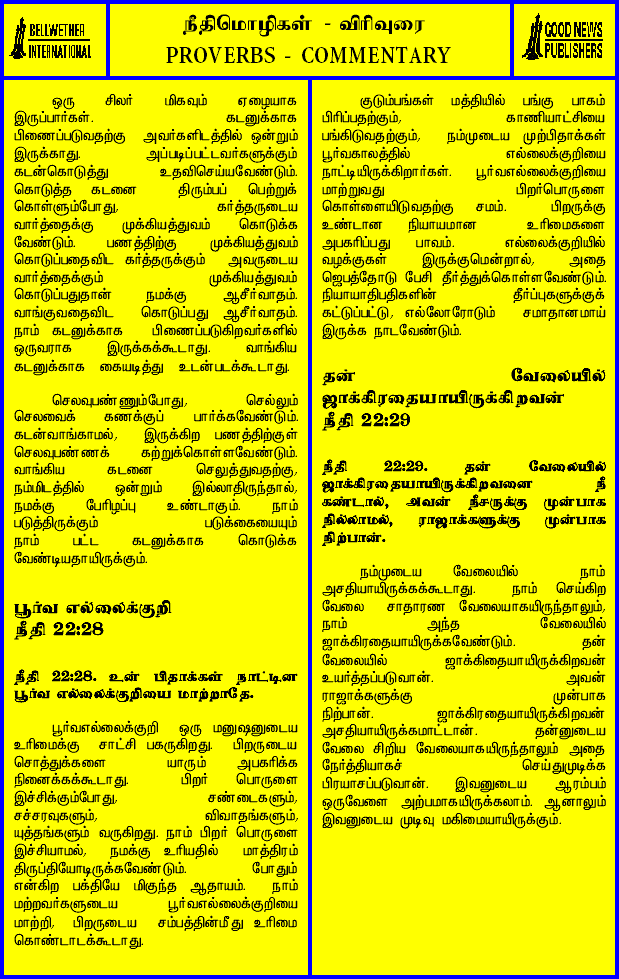 BELLWETHER
INTERNATIONAL
நீதிமொழிகள் - விரிவுரை
PROVERBS - COMMENTARY
GOOD NEWS
PUBLISHERS
ஒரு சிலர் மிகவும் ஏழையாக
இருப்பார்கள். கடனுக்காக
பிணைப்படுவதற்கு அவர்களிடத்தில் ஒன்றும்
இருக்காது. அப்படிப்பட்டவர்களுக்கும்
கடன்கொடுத்து உதவிசெய்யவேண்டும்.
கொடுத்த கடனை திரும்பப் பெற்றுக்
கொள்ளும்போது, கர்த்தருடைய
வார்த்தைக்கு முக்கியத்துவம் கொடுக்க
வேண்டும். பணத்திற்கு முக்கியத்துவம்
கொடுப்பதைவிட கர்த்தருக்கும் அவருடைய
வார்த்தைக்கும் முக்கியத்துவம்
கொடுப்பதுதான் நமக்கு ஆசீர்வாதம்.
வாங்குவதைவிட கொடுப்பது ஆசீர்வாதம்.
நாம் கடனுக்காக பிணைப்படுகிறவர்களில்
ஒருவராக இருக்கக்கூடாது. வாங்கிய
கடனுக்காக கையடித்து உடன்படக்கூடாது.
செலவுபண்ணும்போது, செல்லும்
செலவைக் கணக்குப் பார்க்கவேண்டும்.
கடன்வாங்காமல், இருக்கிற பணத்திற்குள்
செலவுபண்ணக் கற்றுக்கொள்ளவேண்டும்.
வாங்கிய கடனை செலுத்துவதற்கு,
நம்மிடத்தில் ஒன்றும் இல்லாதிருந்தால்,
நமக்கு பேரிழப்பு உண்டாகும். நாம்
படுத்திருக்கும் படுக்கையையும்
நாம் பட்ட கடனுக்காக கொடுக்க
வேண்டியதாயிருக்கும்.
பூர்வ எல்லைக்குறி
நீதி 22:28
நீதி 22:28. உன் பிதாக்கள் நாட்டின
பூர்வ எல்லைக்குறியை மாற்றாதே.
பூர்வஎல்லைக்குறி ஒரு மனுஷனுடைய
உரிமைக்கு சாட்சி பகருகிறது. பிறருடைய
சொத்துக்களை யாரும் அபகரிக்க
நினைக்கக்கூடாது. பிறர் பொருளை
இச்சிக்கும்போது, சண்டைகளும்,
சச்சரவுகளும், விவாதங்களும்,
யுத்தங்களும் வருகிறது. நாம் பிறர் பொருளை
இச்சியாமல், நமக்கு உரியதில் மாத்திரம்
திருப்தியோடிருக்கவேண்டும். போதும்
என்கிற பக்தியே மிகுந்த ஆதாயம். நாம்
மற்றவர்களுடைய பூர்வஎல்லைக்குறியை
மாற்றி, பிறருடைய சம்பத்தின்மீது உரிமை
கொண்டாடக்கூடாது.
குடும்பங்கள் மத்தியில் பங்கு பாகம்
பிரிப்பதற்கும், காணியாட்சியை
பங்கிடுவதற்கும், நம்முடைய முற்பிதாக்கள்
பூர்வகாலத்தில் எல்லைக்குறியை
நாட்டியிருக்கிறார்கள். பூர்வஎல்லைக்குறியை
மாற்றுவது பிறர்பொருளை
கொள்ளையிடுவதற்கு சமம். பிறருக்கு
உண்டான நியாயமான உரிமைகளை
அபகரிப்பது பாவம். எல்லைக்குறியில்
வழக்குகள் இருக்குமென்றால், அதை
ஜெபத்தோடு பேசி தீர்த்துக்கொள்ளவேண்டும்.
நியாயாதிபதிகளின் தீர்ப்புகளுக்குக்
கட்டுப்பட்டு, எல்லோரோடும் சமாதானமாய்
இருக்க நாடவேண்டும்.
தன் வேலையில்
ஜாக்கிரதையாயிருக்கிறவன்
நீதி 22:29
நீதி 22:29. தன் வேலையில்
ஜாக்கிரதையாயிருக்கிறவனை நீ
கண்டால், அவன் நீசருக்கு முன்பாக
நில்லாமல், ராஜாக்களுக்கு முன்பாக
நிற்பான்.
நம்முடைய வேலையில் நாம்
அசதியாயிருக்கக்கூடாது. நாம் செய்கிற
வேலை சாதாரண வேலையாகயிருந்தாலும்,
நாம் அந்த வேலையில்
ஜாக்கிரதையாயிருக்கவேண்டும். தன்
வேலையில் ஜாக்கிதையாயிருக்கிறவன்
உயர்த்தப்படுவான். அவன்
ராஜாக்களுக்கு முன்பாக
நிற்பான். ஜாக்கிரதையாயிருக்கிறவன்
அசதியாயிருக்கமாட்டான். தன்னுடைய
வேலை சிறிய வேலையாகயிருந்தாலும் அதை
நேர்த்தியாகச் செய்துமுடிக்க
பிரயாசப்படுவான். இவனுடைய ஆரம்பம்
ஒருவேளை அற்பமாகயிருக்கலாம். ஆனாலும்
இவனுடைய முடிவு மகிமையாயிருக்கும்.